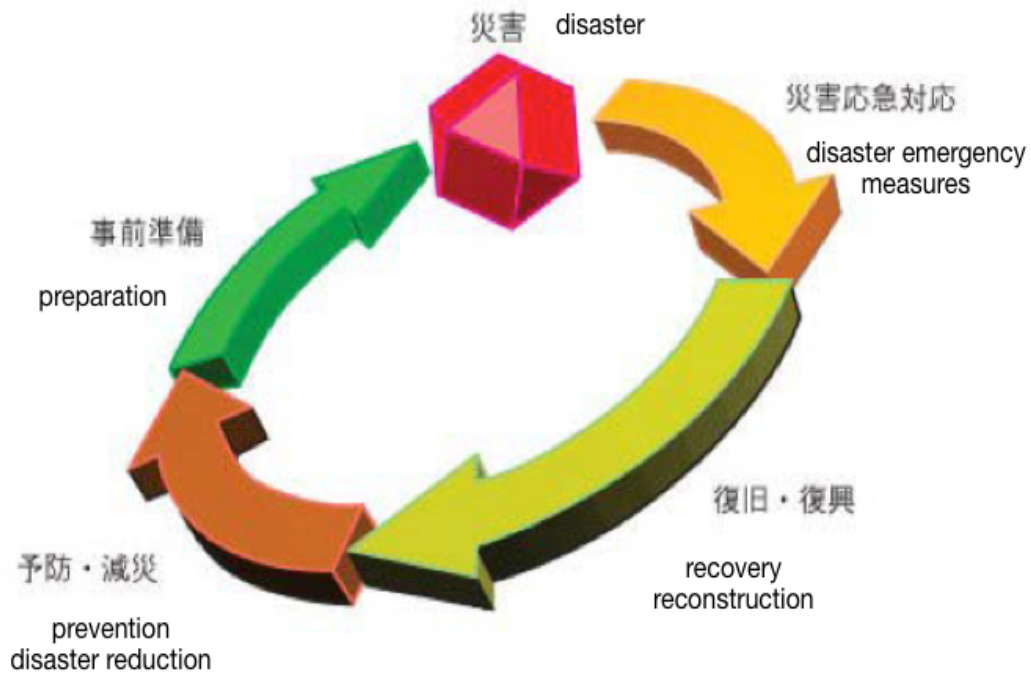 災害 disaster
災害応急対応
disaster emergency
measures
事前準備
preparation
復旧・復興
recovery
reconstruction
予防・減災
prevention
disaster reduction